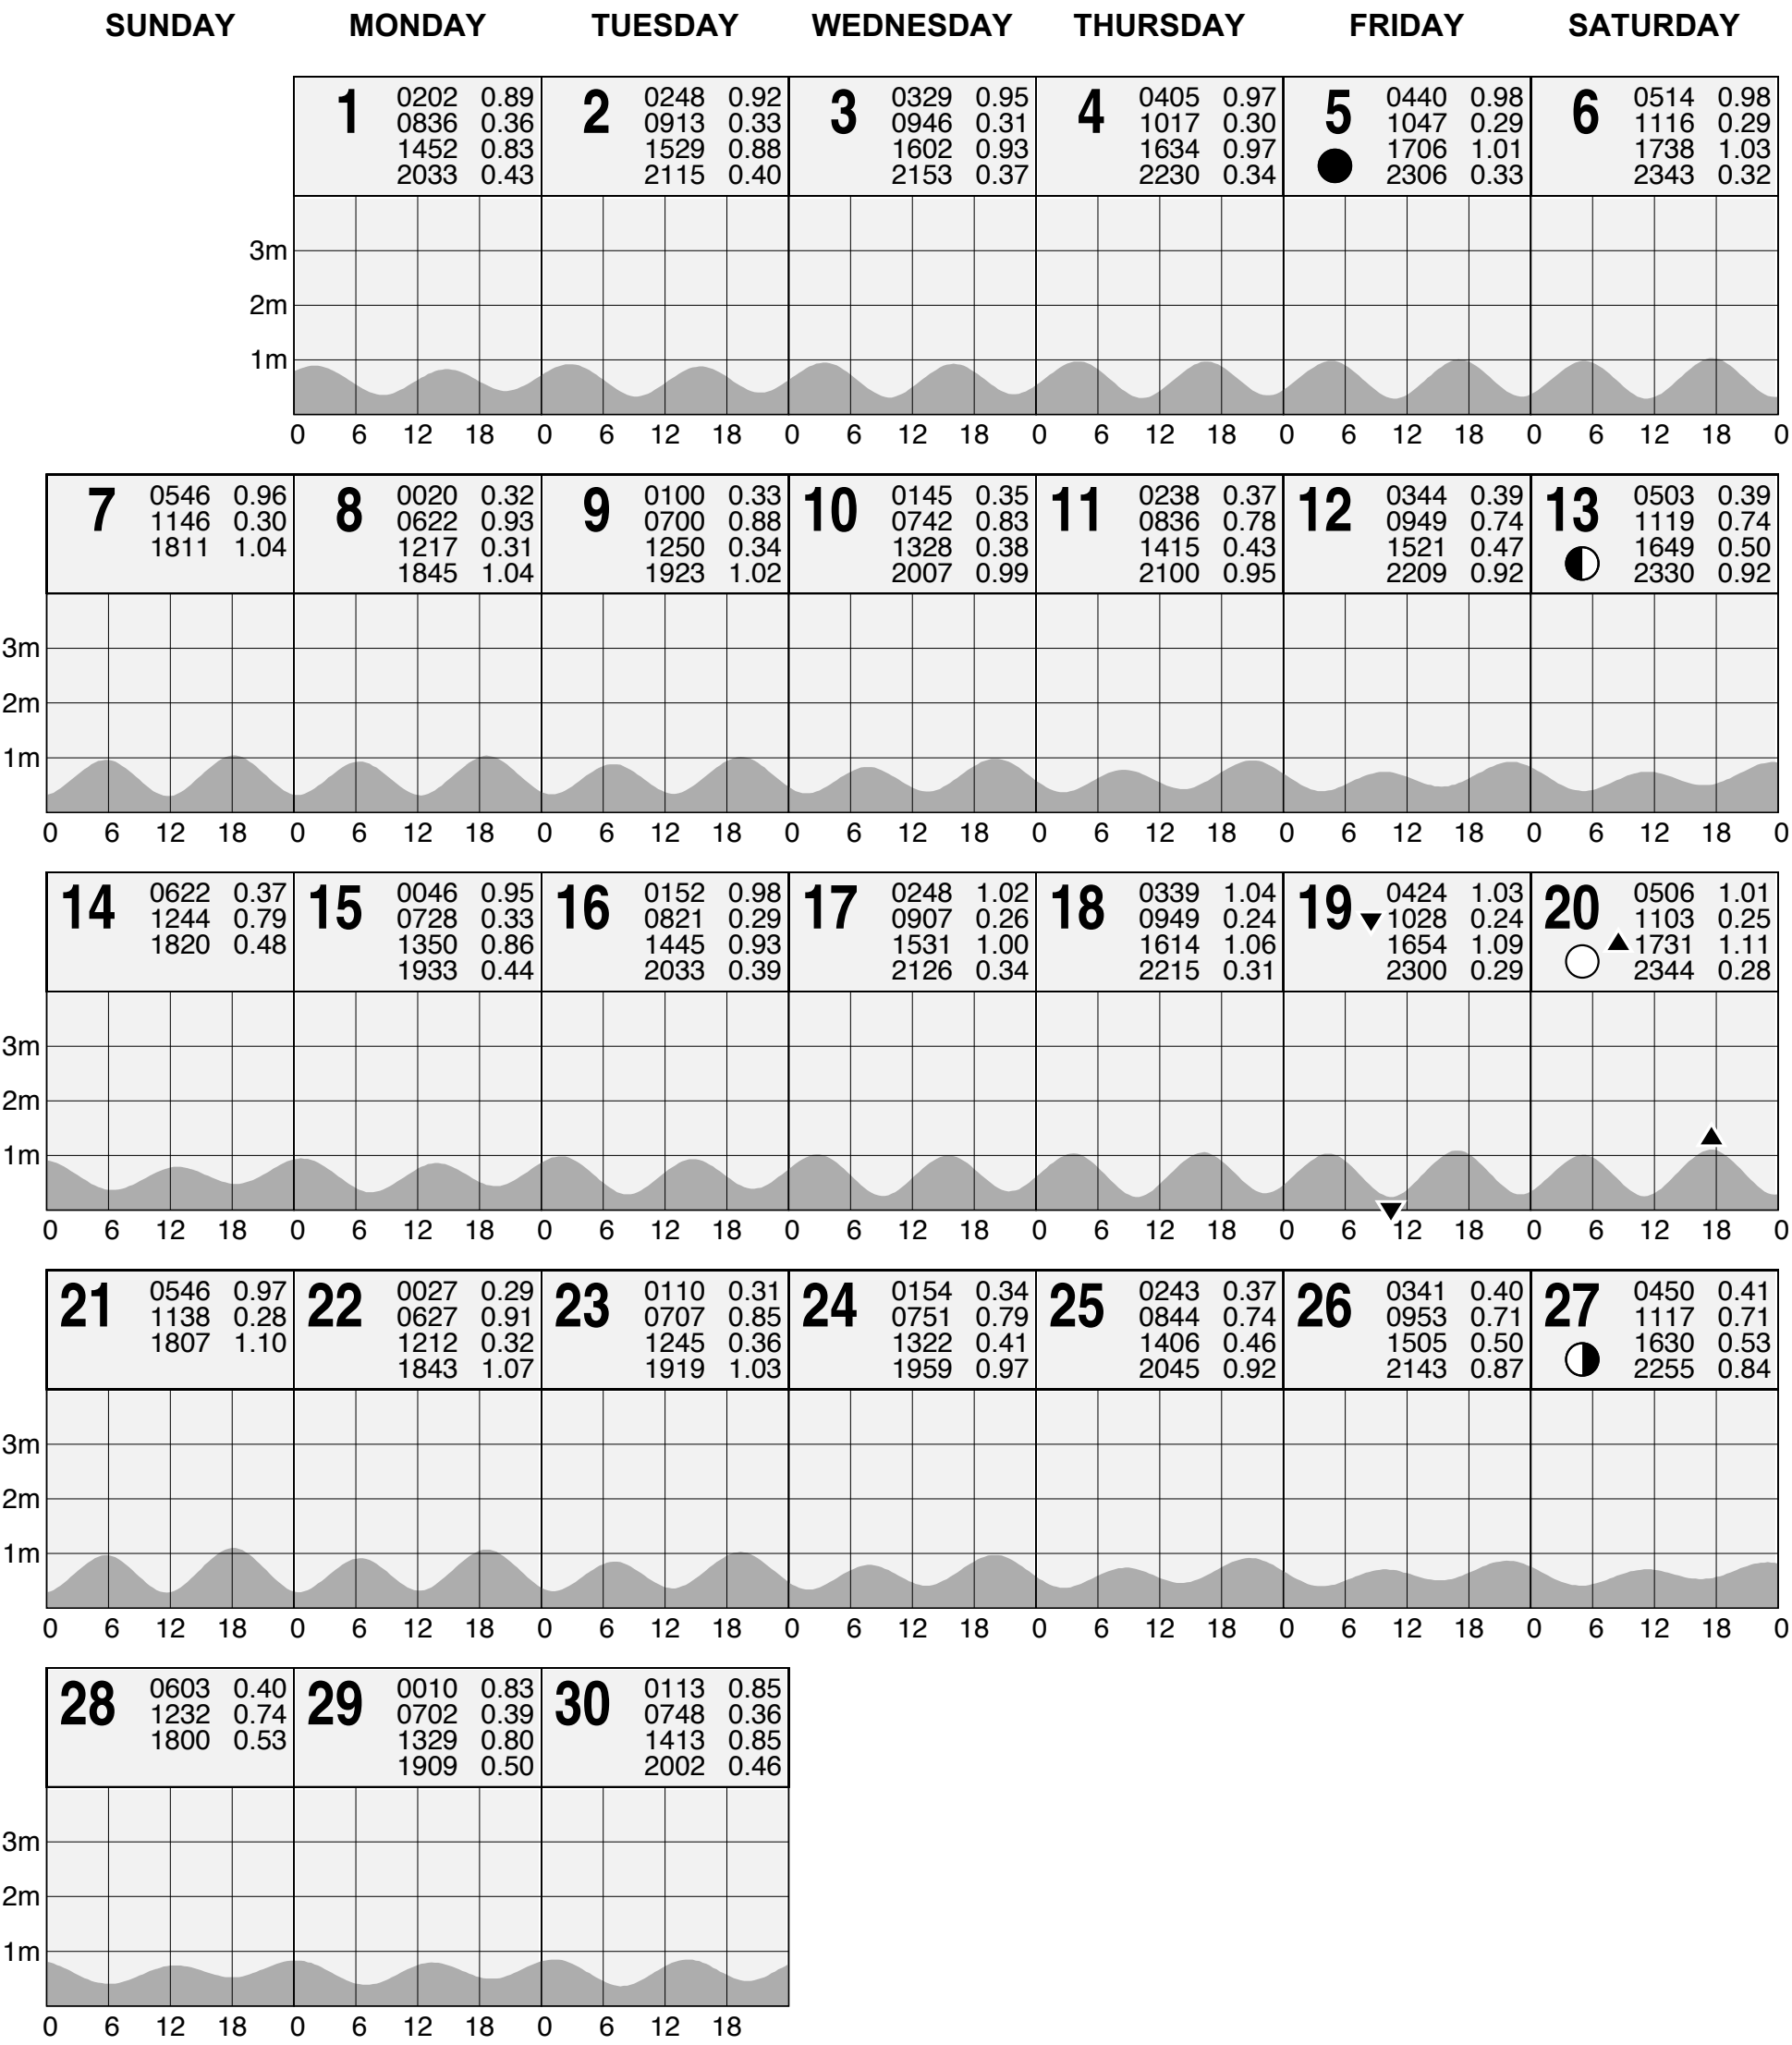 SUNDAY MONDAY TUESDAY WEDNESDAY THURSDAY FRIDAY SATURDAY
1 0202 0.89 2 0248 0.92 3 0329 0.95 4 0405 0.97 5 0440 0.98 6 0514 0.98
0836 0.36 0913 0.33 0946 0.31 1017 0.30 1047 0.29 1116 0.29
1452 0.83 1529 0.88 1602 0.93 1634 0.97 1706 1.01 1738 1.03
2033 0.43 2115 0.40 2153 0.37 2230 0.34 2306 0.33 2343 0.32
3m
2m
1m
0 6 12 18 0 6 12 18 0 6 12 18 0 6 12 18 0 6 12 18 0 6 12 18 0
7 0546 0.96 8 0020 0.32 9 0100 0.33 10 0145 0.35 11 0238 0.37 12 0344 0.39 13 0503 0.39
1146 0.30 0622 0.93 0700 0.88 0742 0.83 0836 0.78 0949 0.74 1119 0.74
1811 1.04 1217 0.31 1250 0.34 1328 0.38 1415 0.43 1521 0.47 1649 0.50
1845 1.04 1923 1.02 2007 0.99 2100 0.95 2209 0.92 2330 0.92
3m
2m
1m
0 6 12 18 0 6 12 18 0 6 12 18 0 6 12 18 0 6 12 18 0 6 12 18 0 6 12 18 0
14 0622 0.37 15 0046 0.95 16 0152 0.98 17 0248 1.02 18 0339 1.04 19 0424 1.03 20 0506 1.01
1244 0.79 0728 0.33 0821 0.29 0907 0.26 0949 0.24 1028 0.24 1103 0.25
1820 0.48 1350 0.86 1445 0.93 1531 1.00 1614 1.06 1654 1.09 1731 1.11
1933 0.44 2033 0.39 2126 0.34 2215 0.31 2300 0.29 2344 0.28
3m
2m
1m
0 6 12 18 0 6 12 18 0 6 12 18 0 6 12 18 0 6 12 18 0 6 12 18 0 6 12 18 0
21 0546 0.97 22 0027 0.29 23 0110 0.31 24 0154 0.34 25 0243 0.37 26 0341 0.40 27 0450 0.41
1138 0.28 0627 0.91 0707 0.85 0751 0.79 0844 0.74 0953 0.71 1117 0.71
1807 1.10 1212 0.32 1245 0.36 1322 0.41 1406 0.46 1505 0.50 1630 0.53
1843 1.07 1919 1.03 1959 0.97 2045 0.92 2143 0.87 2255 0.84
3m
2m
1m
0 6 12 18 0 6 12 18 0 6 12 18 0 6 12 18 0 6 12 18 0 6 12 18 0 6 12 18 0
28 0603 0.40 29 0010 0.83 30 0113 0.85
1232 0.74 0702 0.39 0748 0.36
1800 0.53 1329 0.80 1413 0.85
1909 0.50 2002 0.46
3m
2m
1m
0 6 12 18 0 6 12 18 0 6 12 18